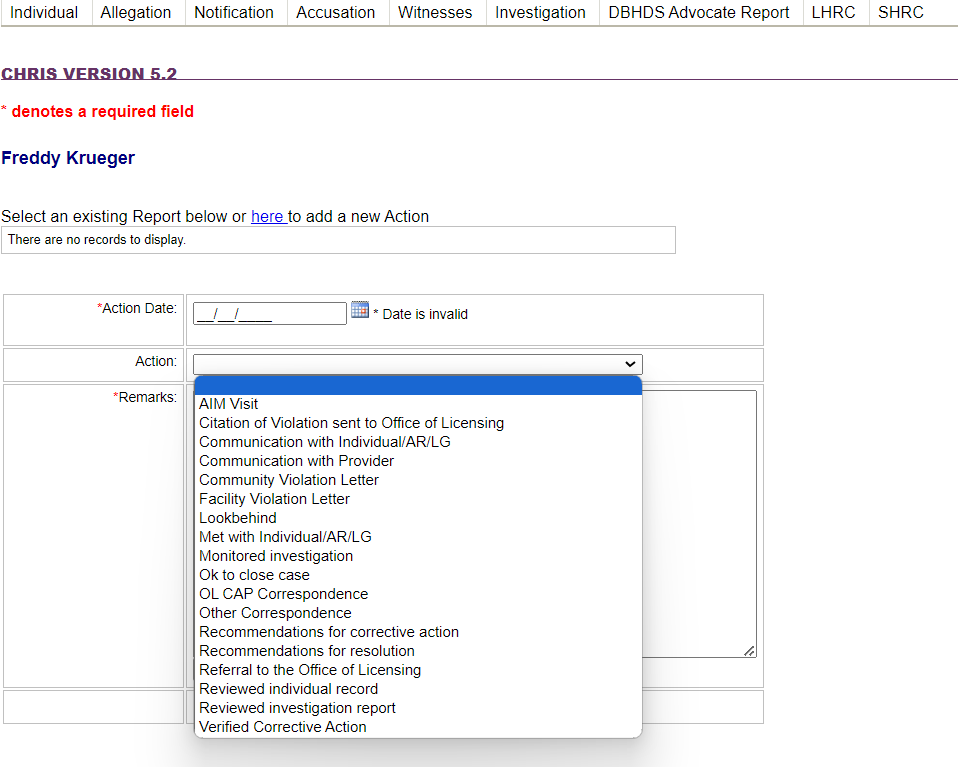 Individual Allegation Notification Accusation Witnesses Investigation DBHDS Advocate Report LHRC SHRC
CHRIS VERSION 5.2
* denotes a required field
Freddy Krueger
Select an existing Report below or here to add a new Action
There are no records to display.
*Action Date: __/__/____ * Date is invalid
Action:
*Remarks:
AIM Visit
Citation of Violation sent to Office of Licensing
Communication with Individual/AR/LG
Communication with Provider
Community Violation Letter
Facility Violation Letter
Lookbehind
Met with Individual/AR/LG
Monitored investigation
Ok to close case
OL CAP Correspondence
Other Correspondence
Recommendations for corrective action
Recommendations for resolution
Referral to the Office of Licensing
Reviewed individual record
Reviewed investigation report
Verified Corrective Action